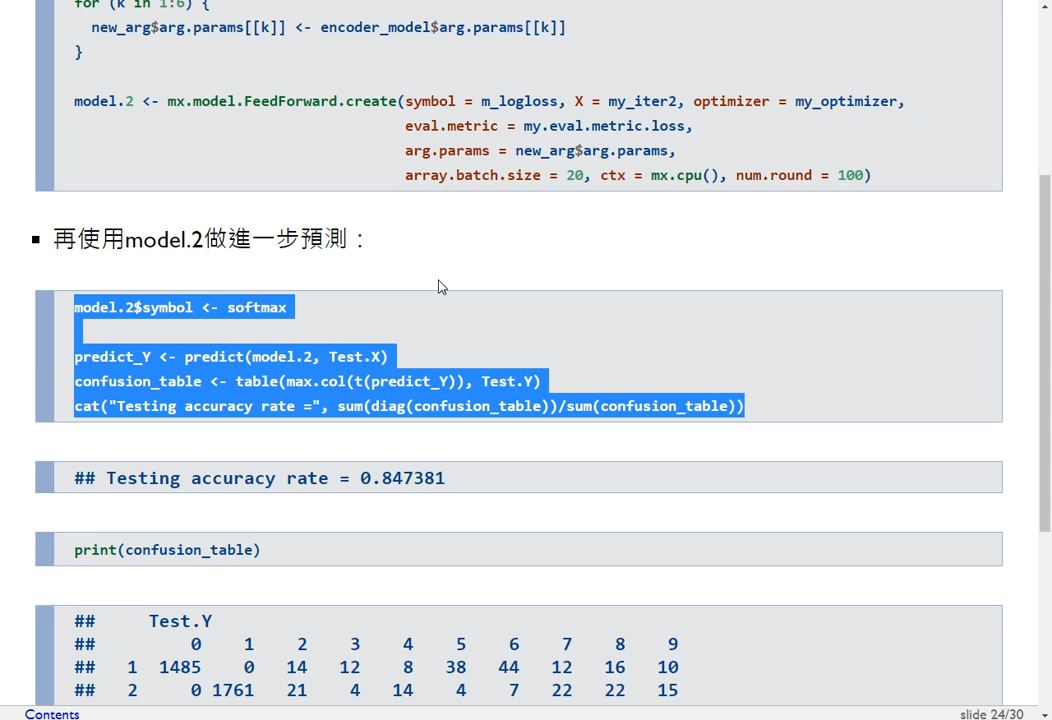 for (k in 1:6) {
new_arg$arg.params[[k]] <- encoder_model$arg.params[[k]]
}
model.2 <- mx.model.FeedForward.create(symbol = m_logloss, X = my_iter2, optimizer = my_optimizer,
eval.metric = my.eval.metric.loss,
arg.params = new_arg$arg.params,
array.batch.size = 20, ctx = mx.cpu(), num.round = 100)
▪ 再使用model.2做進一步預測：
model.2$symbol <- softmax
predict_Y <- predict(model.2, Test.X)
confusion_table <- table(max.col(t(predict_Y)), Test.Y)
cat("Testing accuracy rate =", sum(diag(confusion_table))/sum(confusion_table))
## Testing accuracy rate = 0.847381
print(confusion_table)
## Test.Y
## 0 1 2 3 4 5 6 7 8 9
## 1 1485 0 14 12 8 38 44 12 16 10
## 2 0 1761 21 4 14 4 7 22 22 15
Contents
slide 24/30